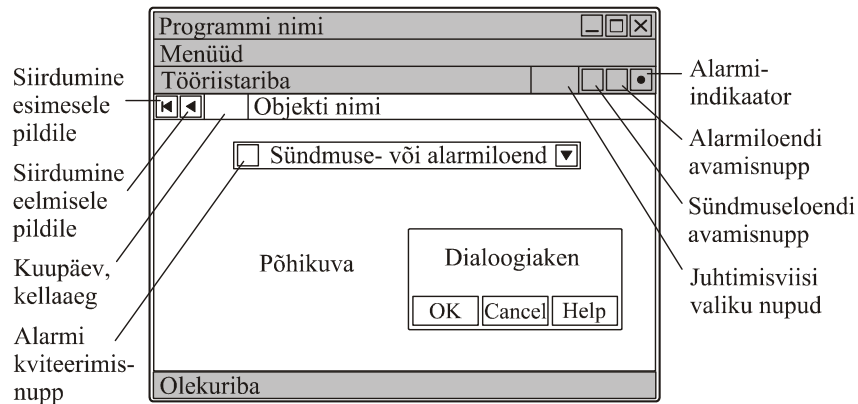 Programmi nimi
Menüüd
Tööriistariba
Objekti nimi
Sündmuse- või alarmiloend
Põhikuva
Dialoogiaken
OK
Cancel
Help
Olekuriba
Siirdumine
esimesele
pildile
Siirdumine
eelmisele
pildile
Kuupäev,
kellaaeg
Alarmi
kviteerimis-
nupp
Alarmi-
indikaator
Alarmiloendi
avamisnupp
Sündmuseloendi
avamisnupp
Juhtimisviisi
valiku nupud